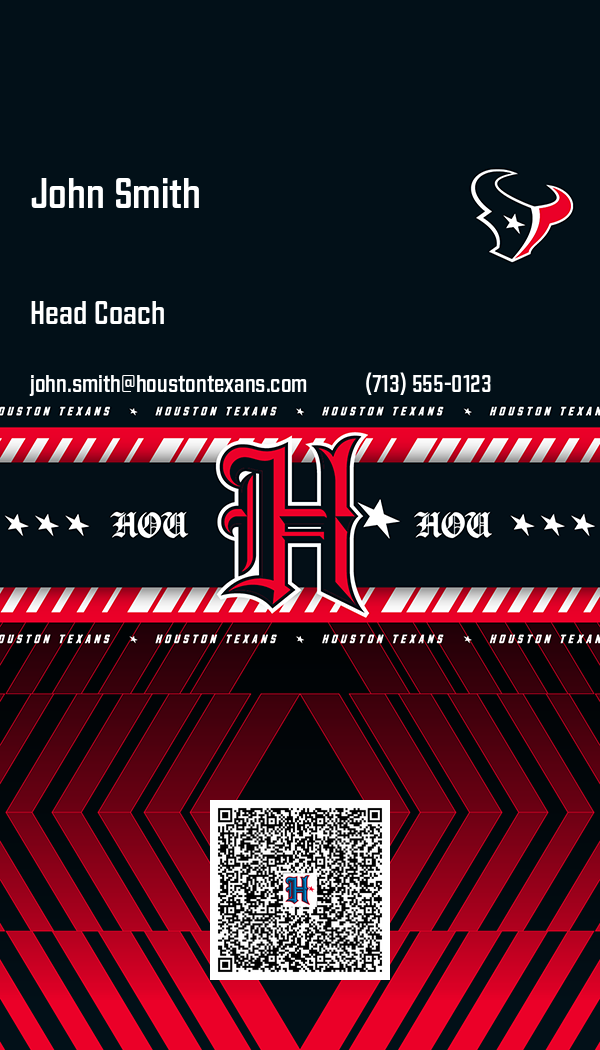 John Smith
Head Coach
john.smith@houstontexans.com (713) 555-0123
OUSTON TEXANS ★ HOUSTON TEXANS ★ HOUSTON TEXANS ★ HOUSTON TEXAN
HOU H HOU
OUSTON TEXANS ★ HOUSTON TEXANS ★ HOUSTON TEXANS ★ HOUSTON TEXAN
H